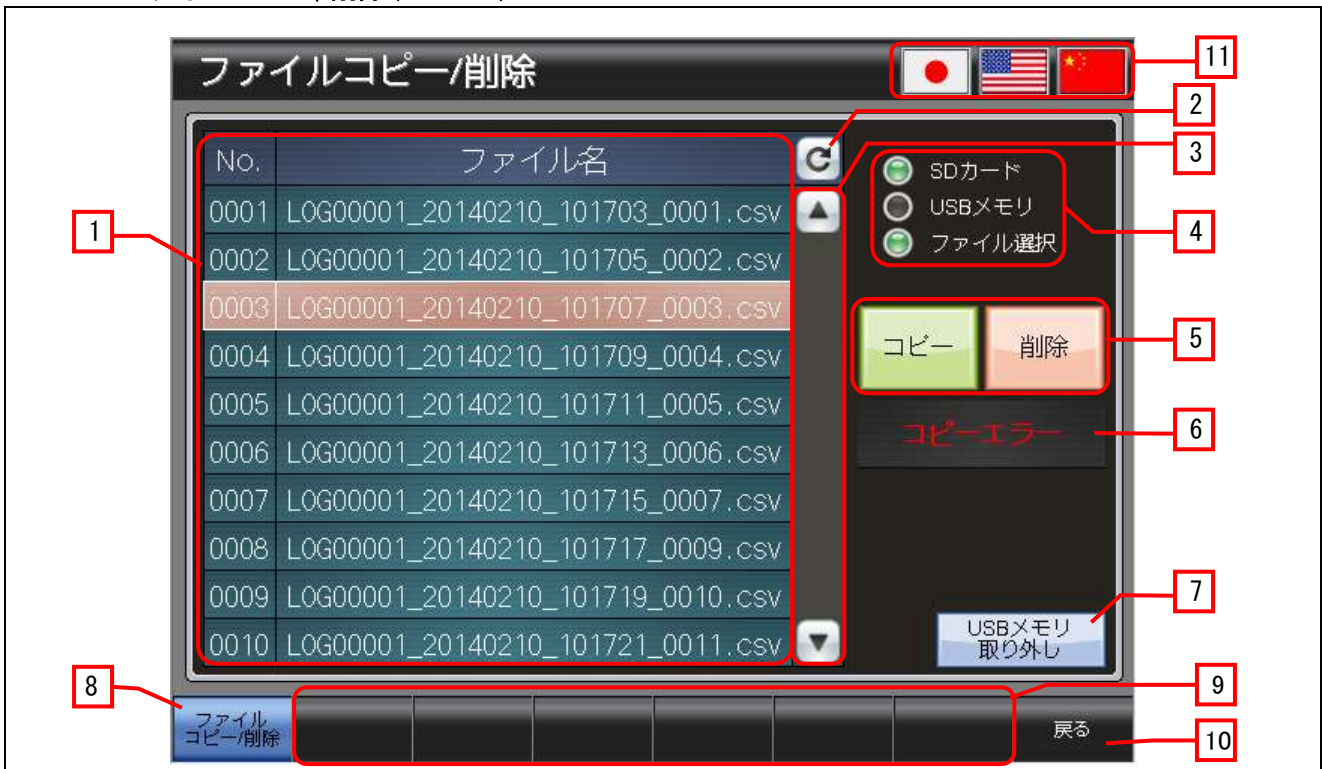 ファイルコピー/削除
11
2
3
No. ファイル名
SDカード
USBメモリ
ファイル選択
4
1
0001 LOG00001_20140210_101703_0001.csv
0002 LOG00001_20140210_101705_0002.csv
0003 LOG00001_20140210_101707_0003.csv
0004 LOG00001_20140210_101709_0004.csv
0005 LOG00001_20140210_101711_0005.csv
0006 LOG00001_20140210_101713_0006.csv
0007 LOG00001_20140210_101715_0007.csv
0008 LOG00001_20140210_101717_0009.csv
0009 LOG00001_20140210_101719_0010.csv
0010 LOG00001_20140210_101721_0011.csv
コピー 削除
5
コピーエラー
6
7
USBメモリ
取り外し
8
ファイル
コピー/削除
9
戻る
10